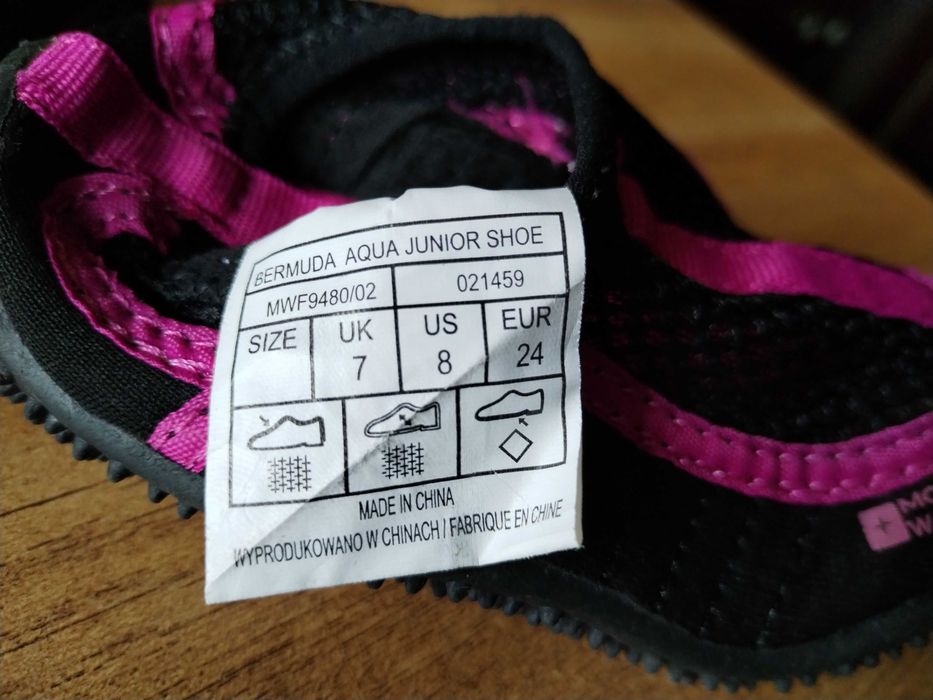 BERMUDA AQUA JUNIOR SHOE
MWF9480/02 021459
SIZE UK US EUR
7 8 24
MADE IN CHINA
WYPRODUKOWANO W CHINACH / FABRIQUE EN CHINE